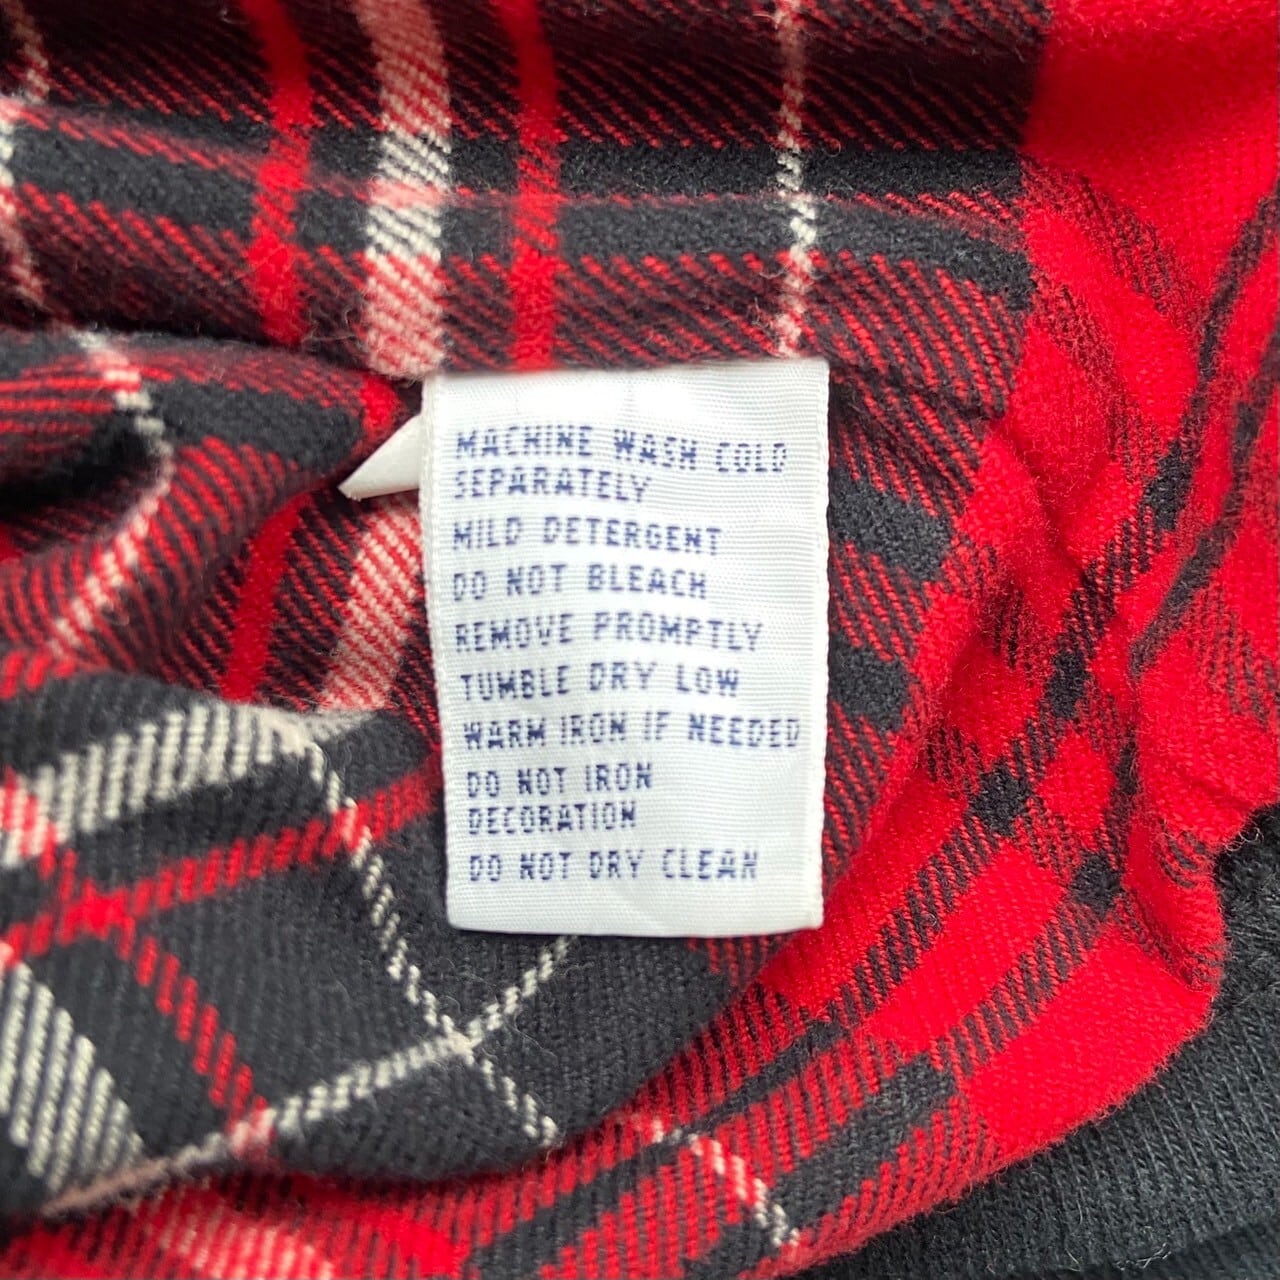 MACHINE WASH COLD
SEPARATELY
MILD DETERGENT
DO NOT BLEACH
REMOVE PROMPTLY
TUMBLE DRY LOW
WARM IRON IF NEEDED
DO NOT IRON
DECORATION
DO NOT DRY CLEAN